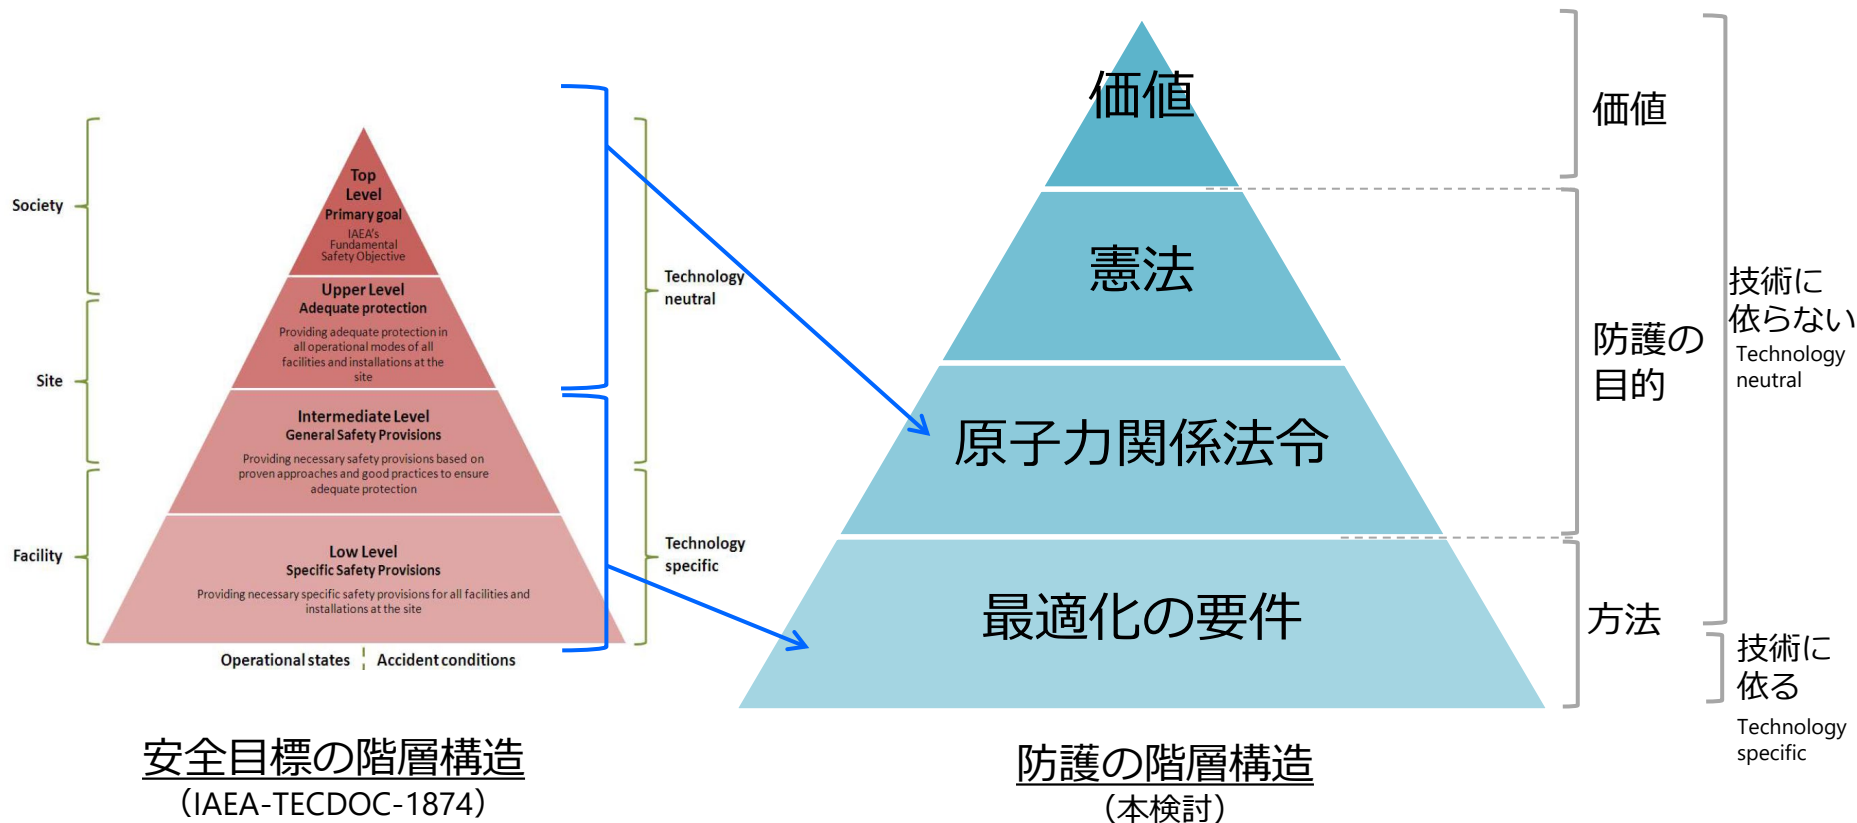 Society
Site
Facility
Top
Level
Primary goal
IAEA's
Fundamental
Safety Objective
Upper Level
Adequate protection
Providing adequate protection in
all operational modes of all
facilities and installations at the
site
Intermediate Level
General Safety Provisions
Providing necessary safety provisions based on
proven approaches and good practices to ensure
adequate protection
Low Level
Specific Safety Provisions
Providing necessary specific safety provisions for all facilities and
installations at the site
Operational states
Accident conditions
Technology
neutral
Technology
specific
安全目標の階層構造
（IAEA-TECDOC-1874）
価値
憲法
原子力関係法令
最適化の要件
価値
防護の
目的
方法
技術に
依らない
Technology
neutral
技術に
依る
Technology
specific
防護の階層構造
（本検討）